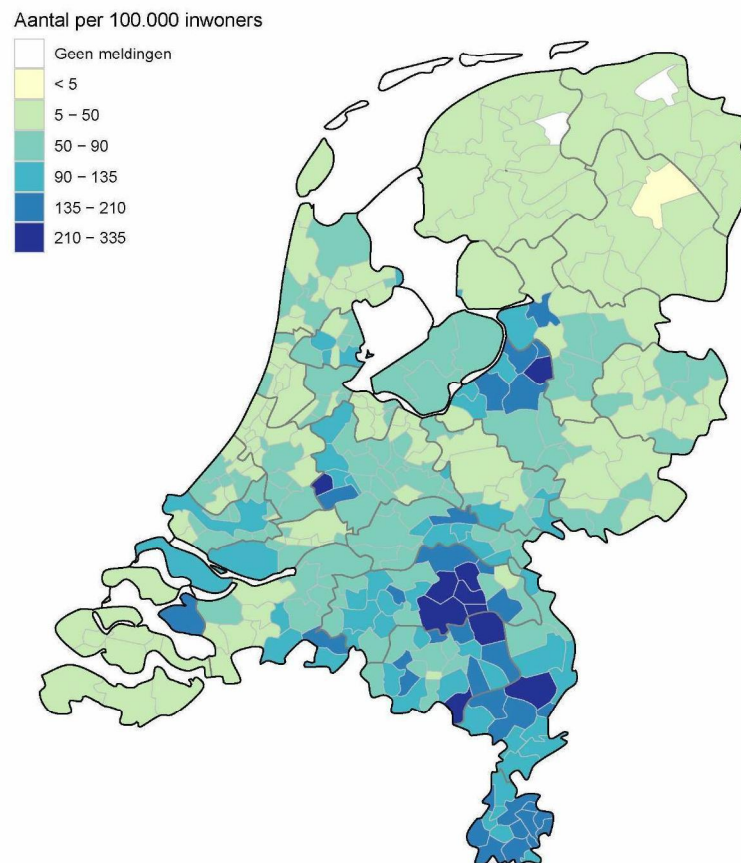 Aantal per 100.000 inwoners
Geen meldingen
< 5
5 – 50
50 – 90
90 – 135
135 – 210
210 – 335